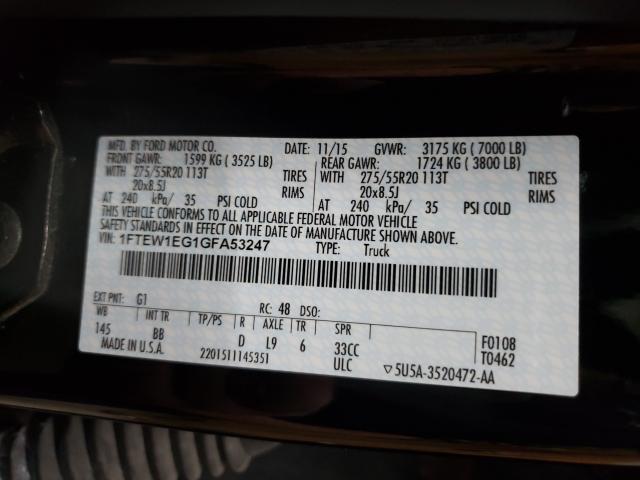 MFD. BY FORD MOTOR CO. 11/15 GVWR: 3175 KG ( 7000 LB)
FRONT GAWR: 1599 KG ( 3525 LB) REAR GAWR: 1724 KG ( 3800 LB)
WITH 275/55R20 113T TIRES WITH 275/55R20 113T TIRES
20x8.5J RIMS 20x8.5J RIMS
AT 240 kPa/ 35 PSI COLD AT 240 kPa/ 35 PSI COLD
THIS VEHICLE CONFORMS TO ALL APPLICABLE FEDERAL MOTOR VEHICLE
SAFETY STANDARDS IN EFFECT ON THE DATE OF MANUFACTURE SHOWN ABOVE.
VIN: 1FTEW1EG1GFA53247 TYPE: Truck
EXT PNT: G1 RC: 48 DSO:
WB INT TR TP/PS R AXLE TR SPR F0108
145 BB D L9 6 33CC T0462
MADE IN U.S.A. 2201511145351 ULC ▽5U5A-3520472-AA